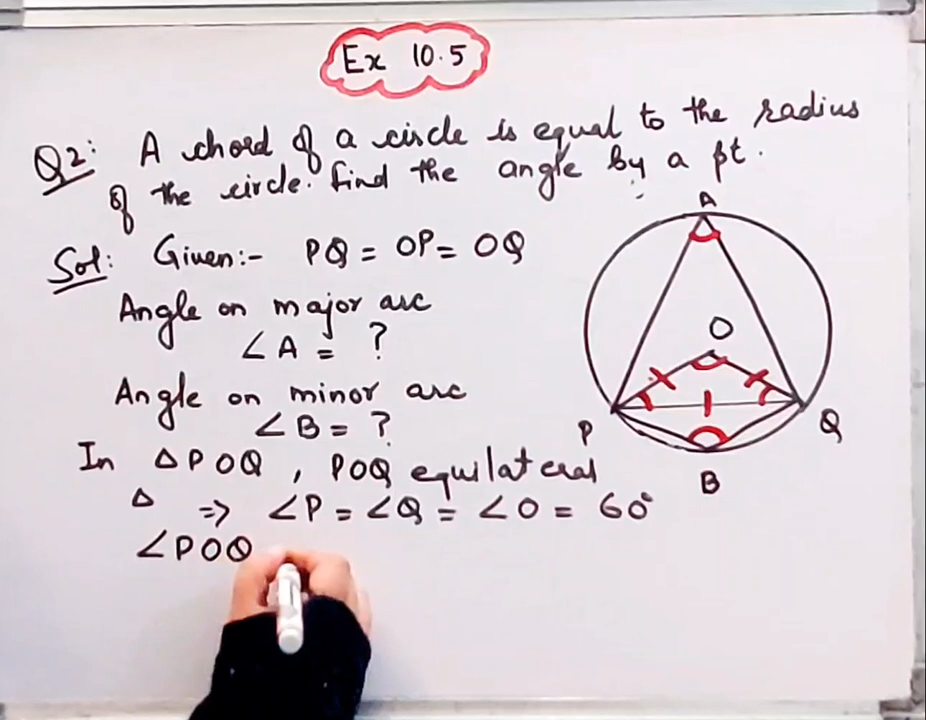 Ex 10.5
Q2: A chord of a circle is equal to the radius
of the circle. find the angle by a pt.
Sol: Given:- PQ = OP = OQ
Angle on major arc
∠A = ?
Angle on minor arc
∠B = ?
In △POQ, POQ equilateral
△ => ∠P = ∠Q = ∠O = 60°
∠POQ
A
O
P
Q
B